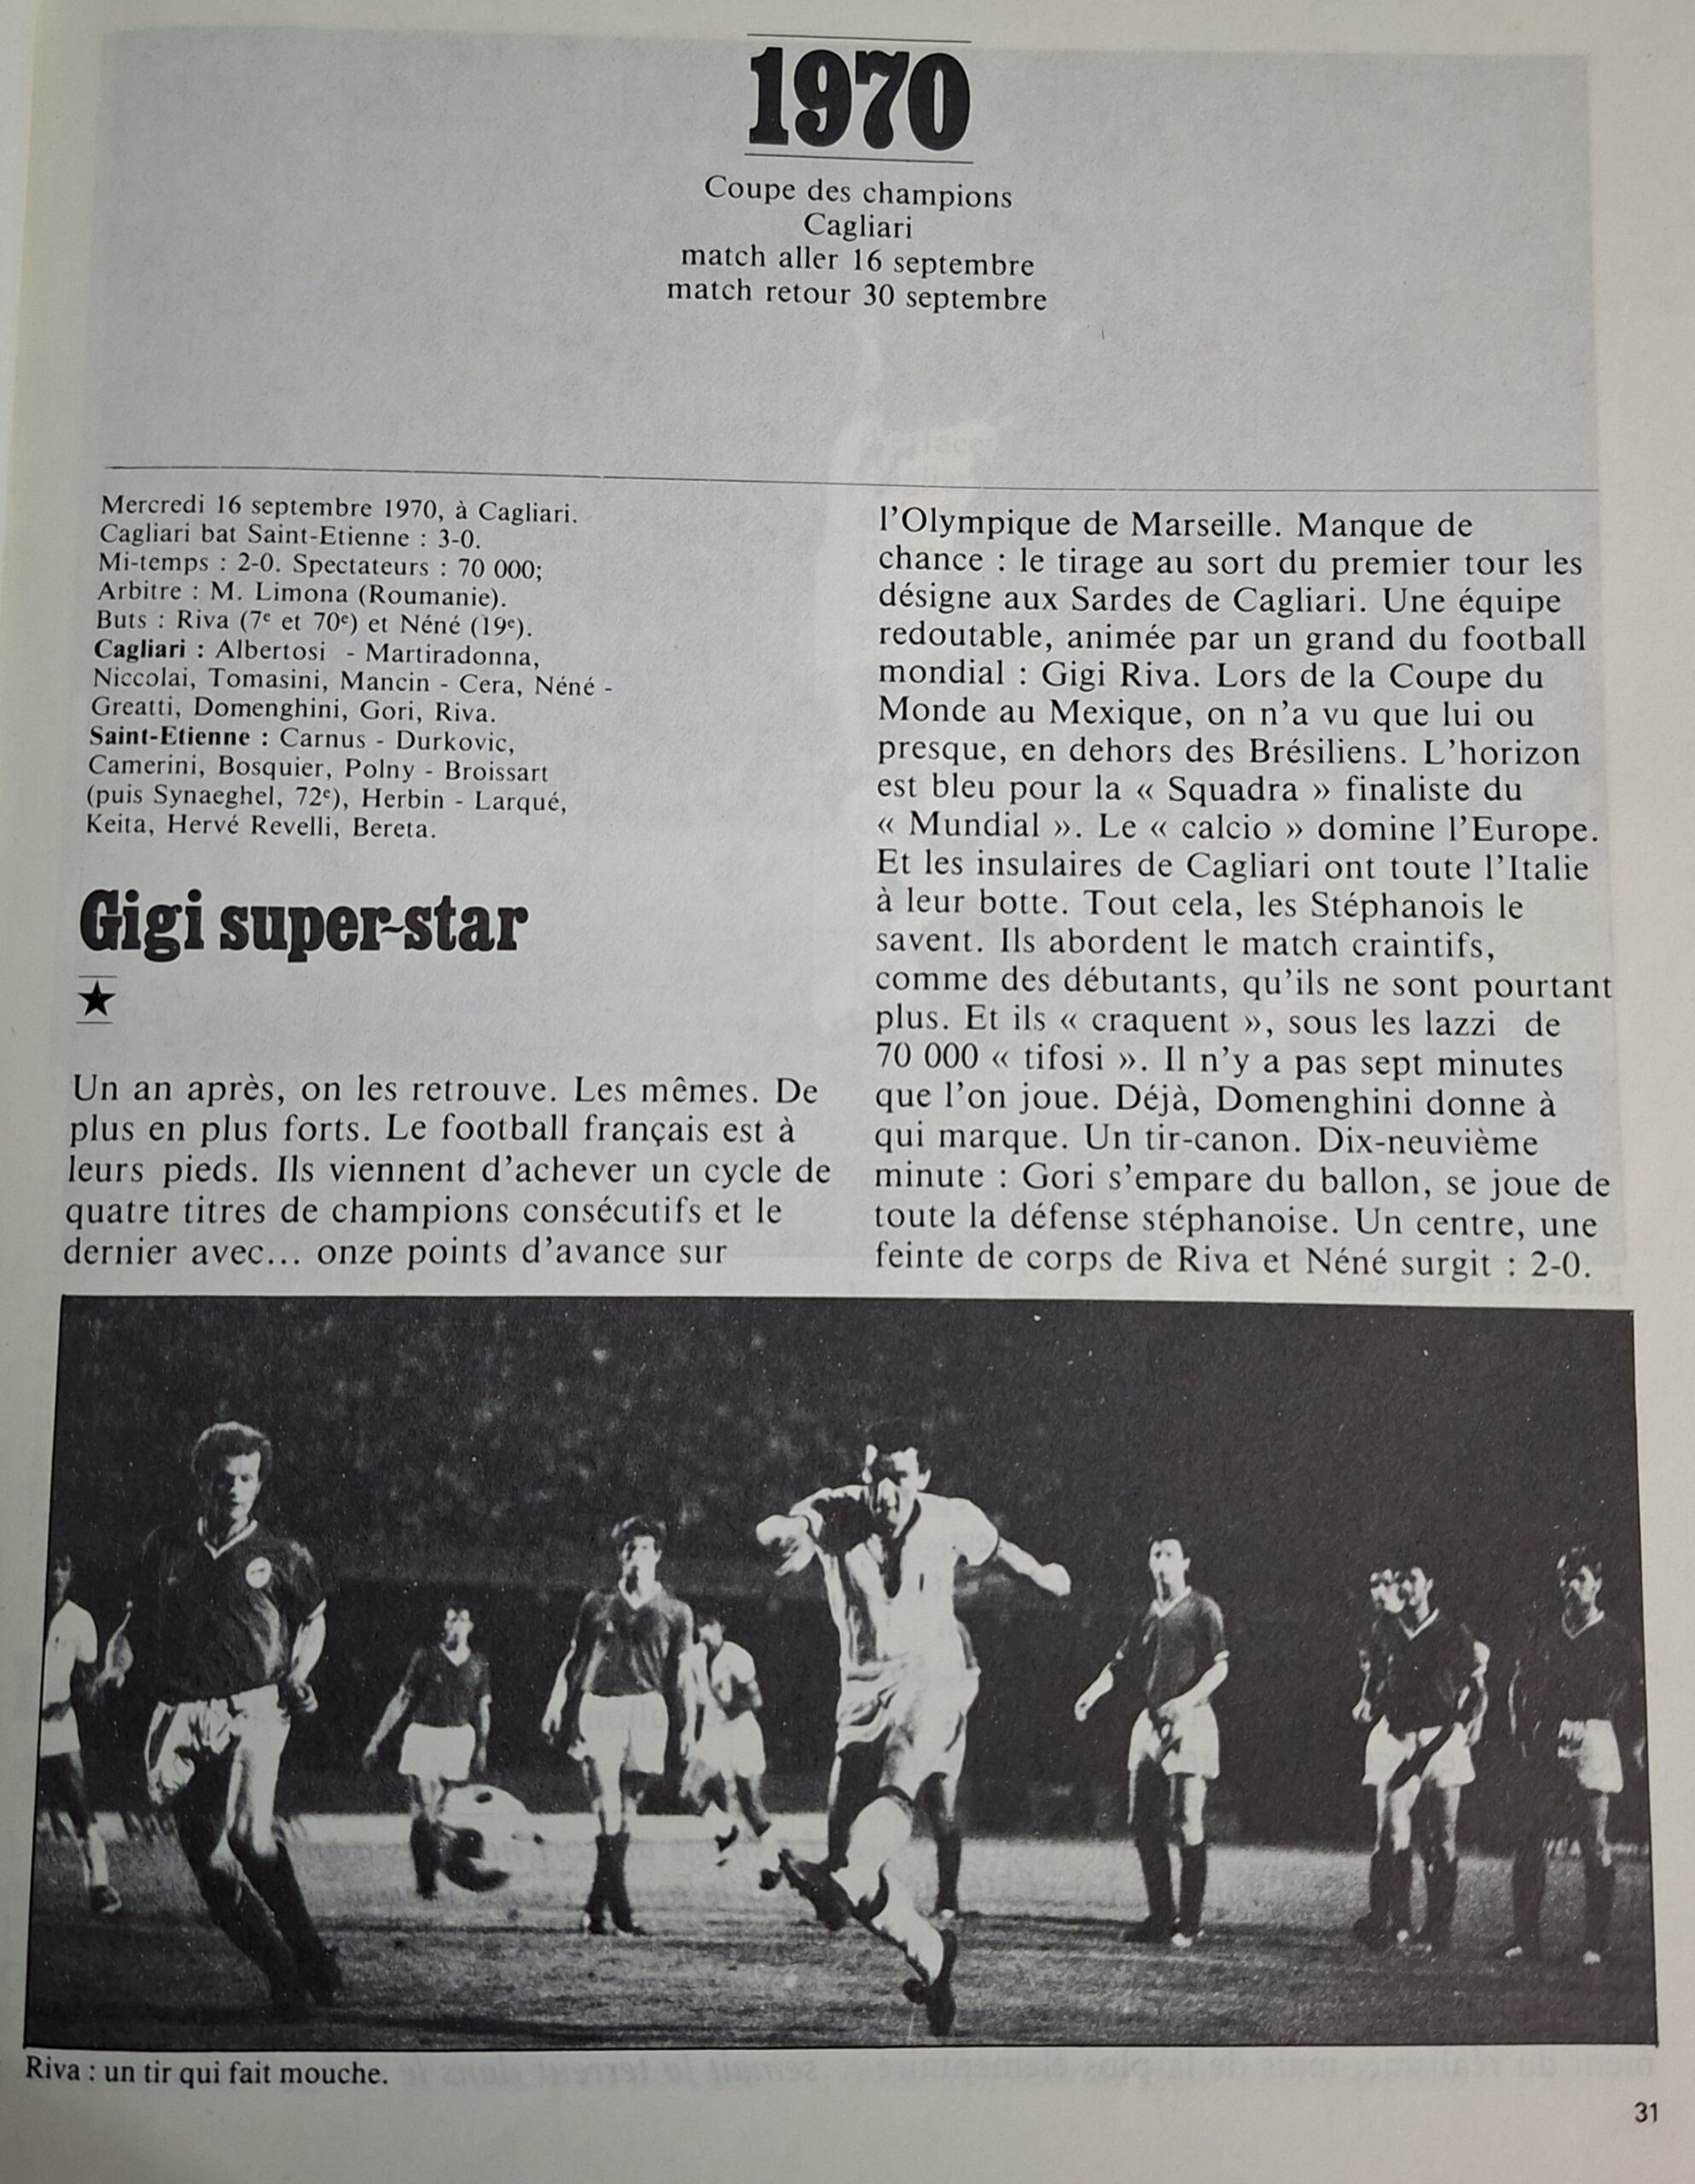 1970
Coupe des champions
Cagliari
match aller 16 septembre
match retour 30 septembre
Mercredi 16 septembre 1970, à Cagliari.
Cagliari bat Saint-Etienne : 3-0.
Mi-temps : 2-0. Spectateurs : 70 000;
Arbitre : M. Limona (Roumanie).
Buts : Riva (7e et 70e) et Néné (19e).
Cagliari : Albertosi - Martiradonna,
Niccolai, Tomasini, Mancin - Cera, Néné -
Greatti, Domenghini, Gori, Riva.
Saint-Etienne : Carnus - Durkovic,
Camerini, Bosquier, Polny - Broissart
(puis Synaeghel, 72e), Herbin - Larqué,
Keita, Hervé Revelli, Bereta.
Gigi super-star
★
Un an après, on les retrouve. Les mêmes. De
plus en plus forts. Le football français est à
leurs pieds. Ils viennent d'achever un cycle de
quatre titres de champions consécutifs et le
dernier avec... onze points d'avance sur
l'Olympique de Marseille. Manque de
chance : le tirage au sort du premier tour les
désigne aux Sardes de Cagliari. Une équipe
redoutable, animée par un grand du football
mondial : Gigi Riva. Lors de la Coupe du
Monde au Mexique, on n'a vu que lui ou
presque, en dehors des Brésiliens. L'horizon
est bleu pour la « Squadra » finaliste du
« Mundial ». Le « calcio » domine l'Europe.
Et les insulaires de Cagliari ont toute l'Italie
à leur botte. Tout cela, les Stéphanois le
savent. Ils abordent le match craintifs,
comme des débutants, qu'ils ne sont pourtant
plus. Et ils « craquent », sous les lazzi de
70 000 « tifosi ». Il n'y a pas sept minutes
que l'on joue. Déjà, Domenghini donne à
qui marque. Un tir-canon. Dix-neuvième
minute : Gori s'empare du ballon, se joue de
toute la défense stéphanoise. Un centre, une
feinte de corps de Riva et Néné surgit : 2-0.
Riva : un tir qui fait mouche.
31